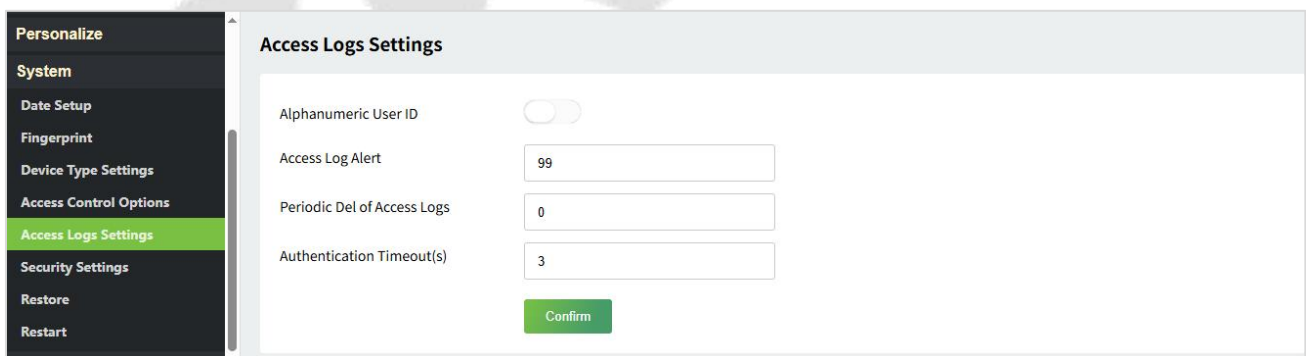 Personalize
System
Date Setup
Fingerprint
Device Type Settings
Access Control Options
Access Logs Settings
Security Settings
Restore
Restart
Access Logs Settings
Alphanumeric User ID
Access Log Alert 99
Periodic Del of Access Logs 0
Authentication Timeout(s) 3
Confirm